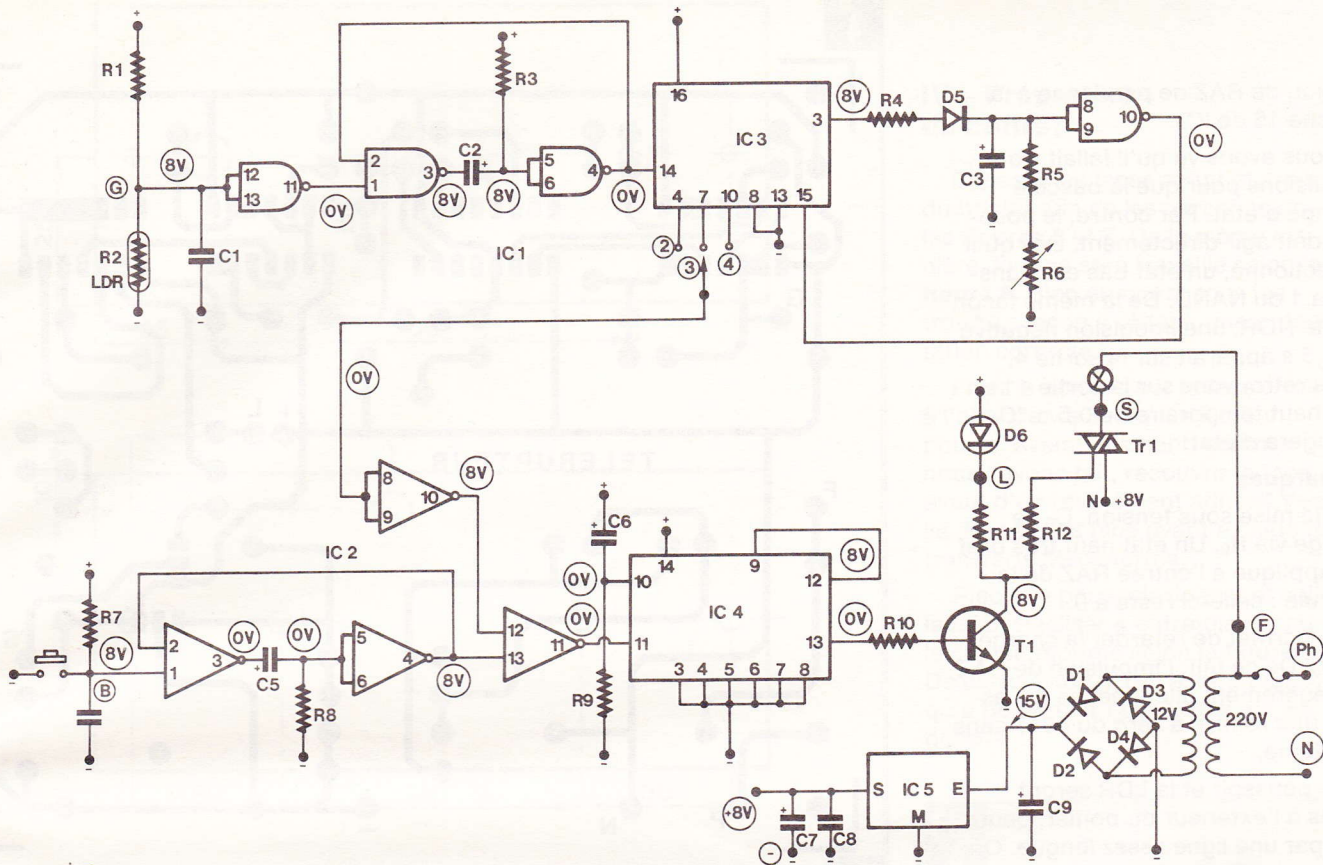 +
R1
8V
G
R2
LDR
C1
-
12
13
11
0V
2
1
3
8V
C2
+
8V
+
R3
5
6
4
0V
IC1
+
16
14
IC 3
3
4
7
10
8
13
15
2
3
4
-
8V
R4
D5
+
C3
-
R5
R6
-
8
9
10
0V
0V
8
9
10
8V
IC 2
+
R7
8V
-
B
-
2
1
3
0V
+
C5
0V
R8
-
5
6
4
8V
12
13
11
0V
C6
+
0V
R9
-
+
14
9
10
11
IC 4
12
13
3
4
5
6
7
8
-
8V
0V
R10
+
D6
L
R11
R12
8V
T1
-
S
Tr1
N
+8V
15V
D1
D3
D2
D4
12V
220V
F
Ph
N
-
+8V
-
+
C7
-
C8
-
S
IC 5
E
M
-
C9
-